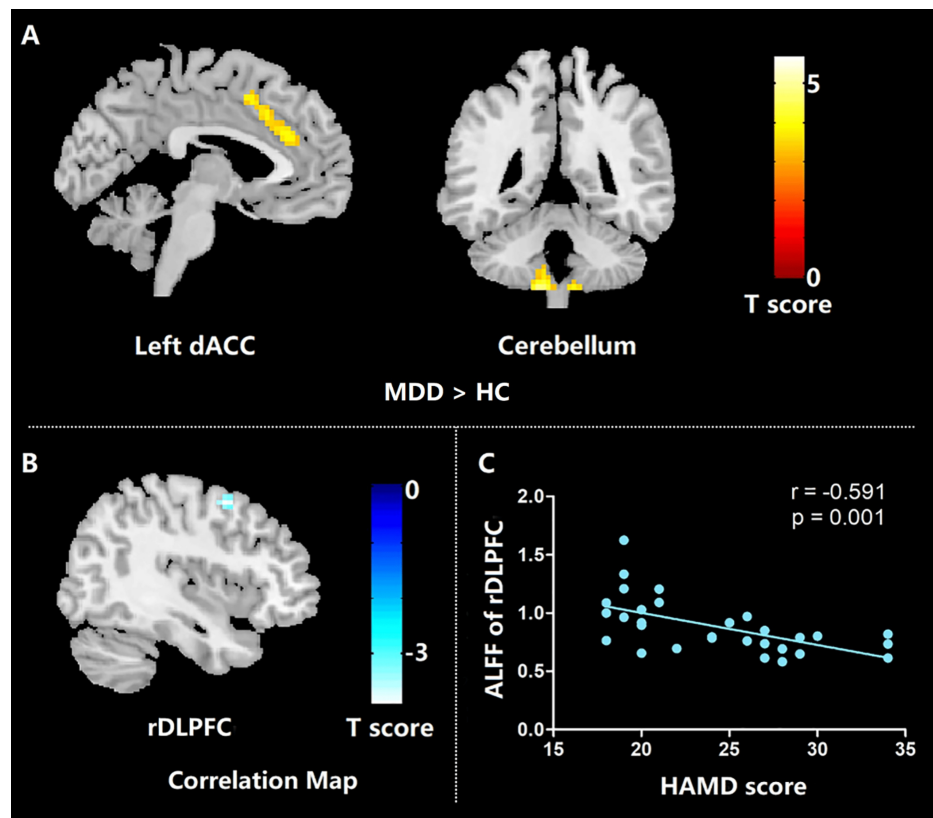 A
5
0
T score
Left dACC
Cerebellum
MDD > HC
B
0
-3
rDLPFC
T score
Correlation Map
C
r = -0.591
p = 0.001
ALFF of rDLPFC
2.0
1.5
1.0
0.5
0.0
15 20 25 30 35
HAMD score